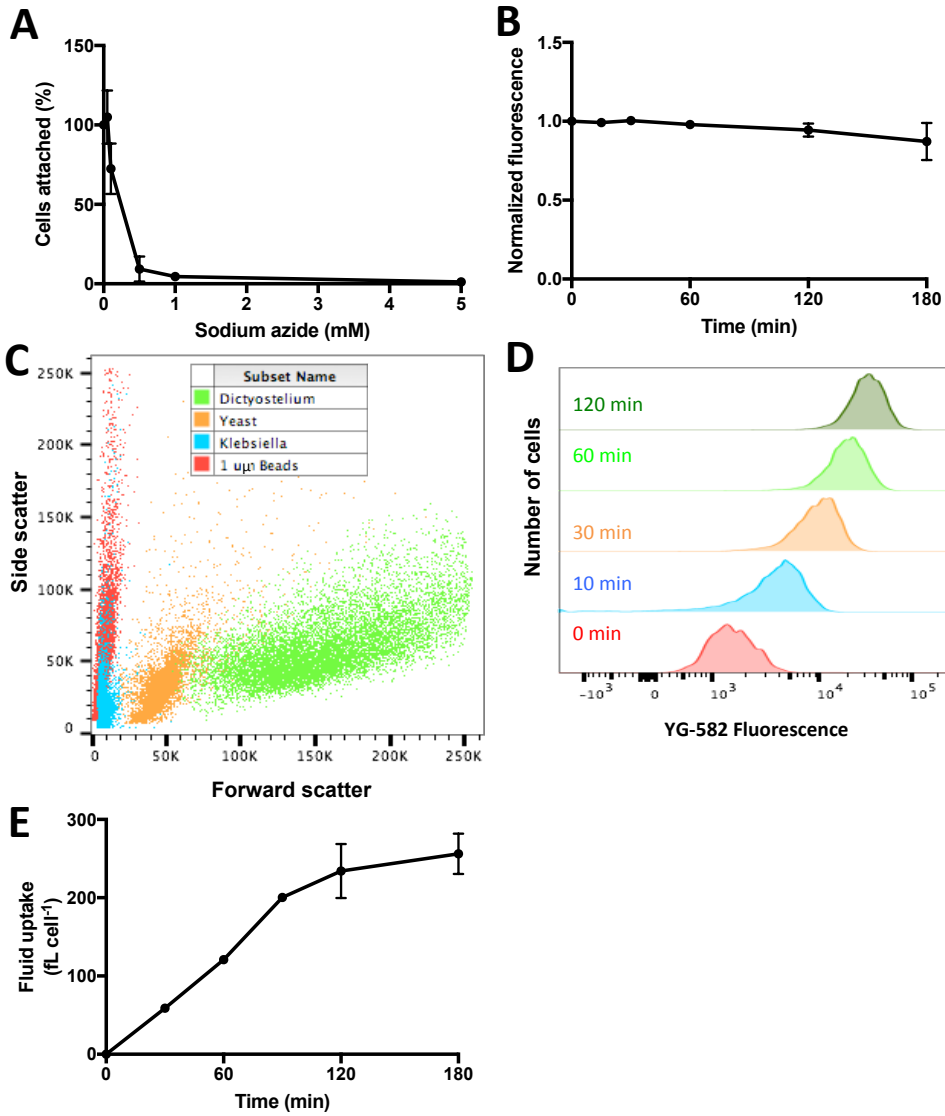 A
150
100
50
0
Cells attached (%)
0 1 2 3 4 5
Sodium azide (mM)
B
1.5
1.0
0.5
0.0
Normalized fluorescence
0 60 120 180
Time (min)
C
250K
200K
150K
100K
50K
0
Side scatter
Subset Name
Dictyostelium
Yeast
Klebsiella
1 um Beads
0 50K 100K 150K 200K 250K
Forward scatter
D
Number of cells
120 min
60 min
30 min
10 min
0 min
-10³ 0 10³ 10⁴ 10⁵
YG-582 Fluorescence
E
300
200
100
0
Fluid uptake
(fL cell⁻¹)
0 60 120 180
Time (min)